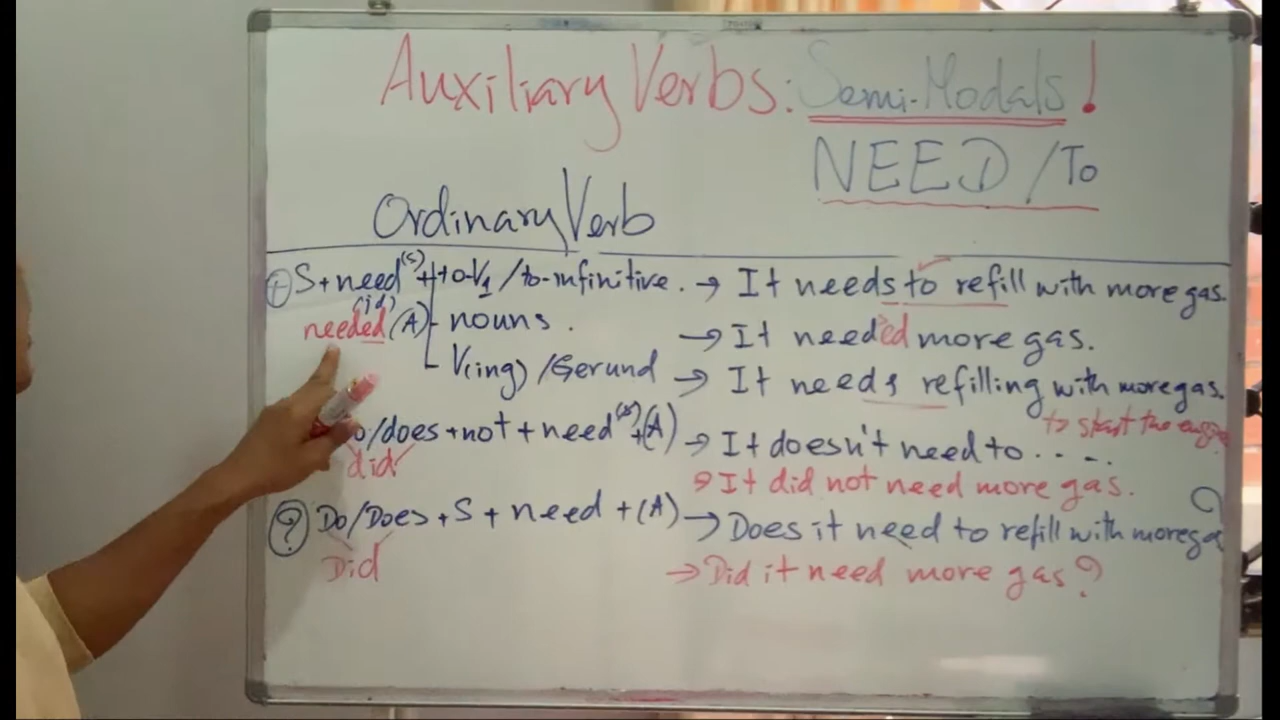 Auxiliary Verbs: Semi-Modals!
NEED/To
Ordinary Verb
+ S+need(s)+to-V1/to-infinitive. → It needs to refill with more gas.
(id)
needed (A) nouns. → It needed more gas.
V(ing)/Gerund → It needs refilling with more gas.
to start the
/does+not+need(s)+(A) → It doesn't need to.....
did → It did not need more gas.
? Do/Does+S+need+(A) → Does it need to refill with more gas ?
Did → Did it need more gas?